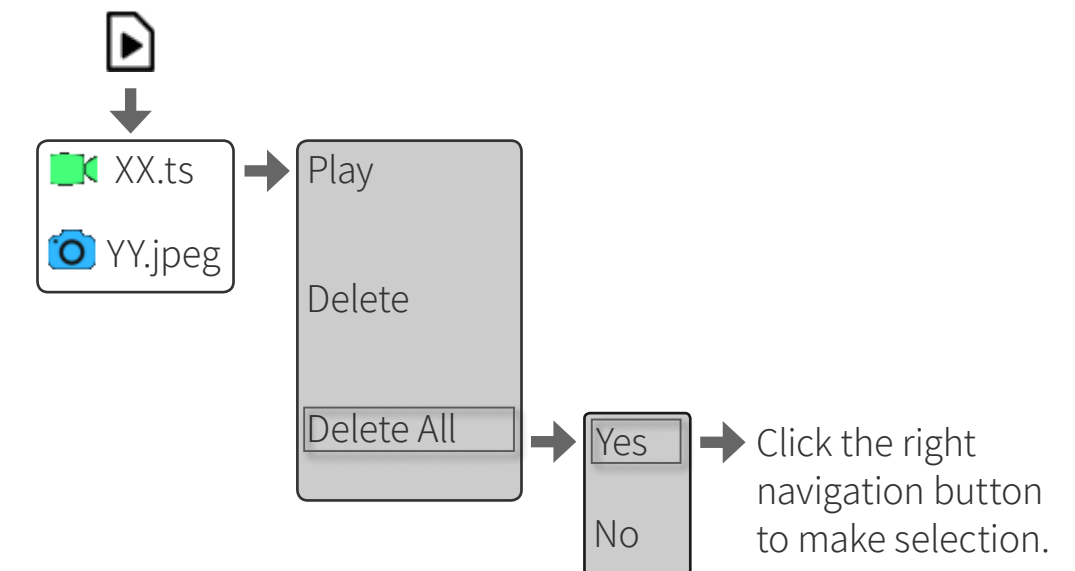 XX.ts
YY.jpeg
Play
Delete
Delete All
Yes
No
Click the right
navigation button
to make selection.